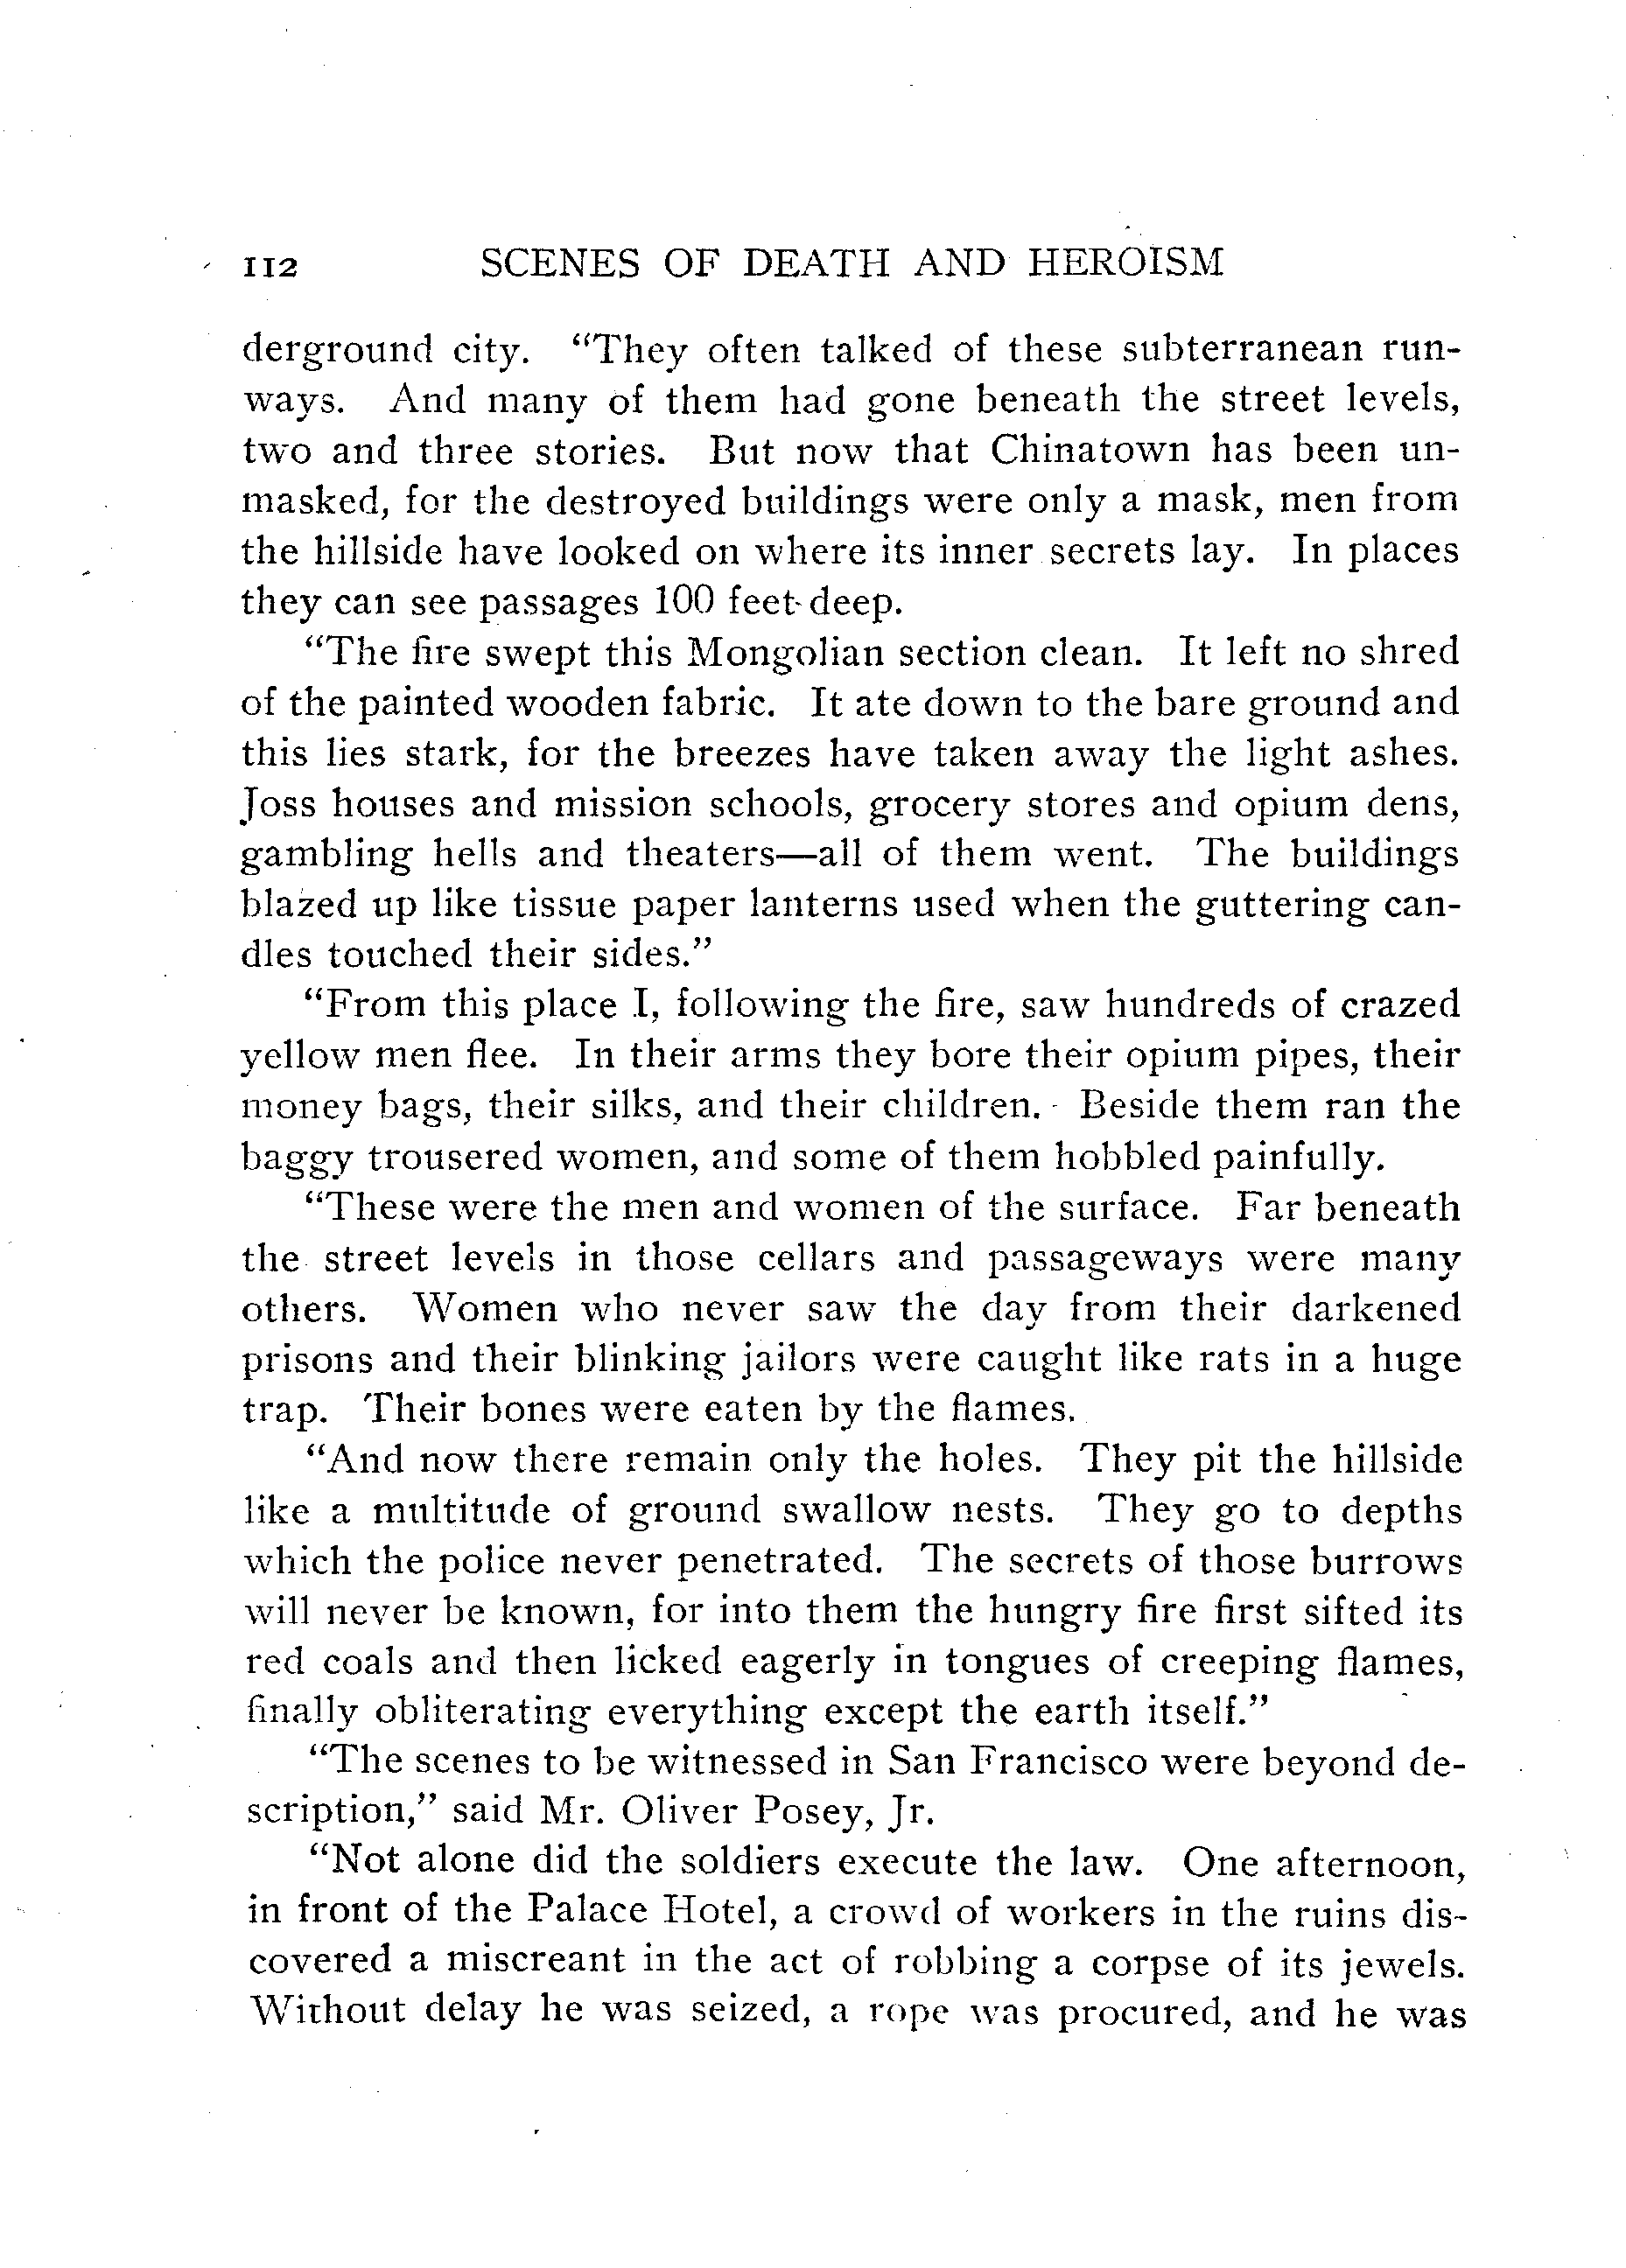 112 SCENES OF DEATH AND HEROISM
derground city. “They often talked of these subterranean run-
ways. And many of them had gone beneath the street levels,
two and three stories. But now that Chinatown has been un-
masked, for the destroyed buildings were only a mask, men from
the hillside have looked on where its inner secrets lay. In places
they can see passages 100 feet deep.
“The fire swept this Mongolian section clean. It left no shred
of the painted wooden fabric. It ate down to the bare ground and
this lies stark, for the breezes have taken away the light ashes.
Joss houses and mission schools, grocery stores and opium dens,
gambling hells and theaters—all of them went. The buildings
blazed up like tissue paper lanterns used when the guttering can-
dles touched their sides.”
“From this place I, following the fire, saw hundreds of crazed
yellow men flee. In their arms they bore their opium pipes, their
money bags, their silks, and their children. Beside them ran the
baggy trousered women, and some of them hobbled painfully.
“These were the men and women of the surface. Far beneath
the street levels in those cellars and passageways were many
others. Women who never saw the day from their darkened
prisons and their blinking jailors were caught like rats in a huge
trap. Their bones were eaten by the flames.
“And now there remain only the holes. They pit the hillside
like a multitude of ground swallow nests. They go to depths
which the police never penetrated. The secrets of those burrows
will never be known, for into them the hungry fire first sifted its
red coals and then licked eagerly in tongues of creeping flames,
finally obliterating everything except the earth itself.”
“The scenes to be witnessed in San Francisco were beyond de-
scription,” said Mr. Oliver Posey, Jr.
“Not alone did the soldiers execute the law. One afternoon,
in front of the Palace Hotel, a crowd of workers in the ruins dis-
covered a miscreant in the act of robbing a corpse of its jewels.
Without delay he was seized, a rope was procured, and he was